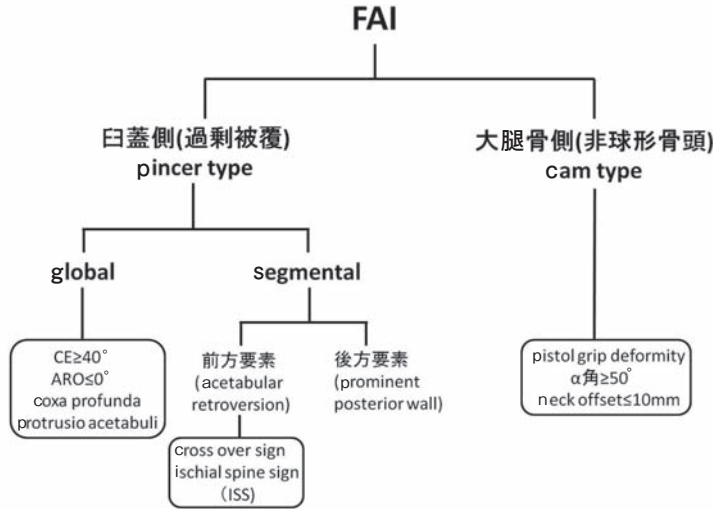 FAI
臼蓋側(過剰被覆)
pincer type
大腿骨側(非球形骨頭)
cam type
global
segmental
CE≥40°
ARO≤0°
coxa profunda
protrusio acetabuli
前方要素
(acetabular
retroversion)
後方要素
(prominent
posterior wall)
cross over sign
ischial spine sign
(ISS)
pistol grip deformity
α角≥50°
neck offset≤10mm